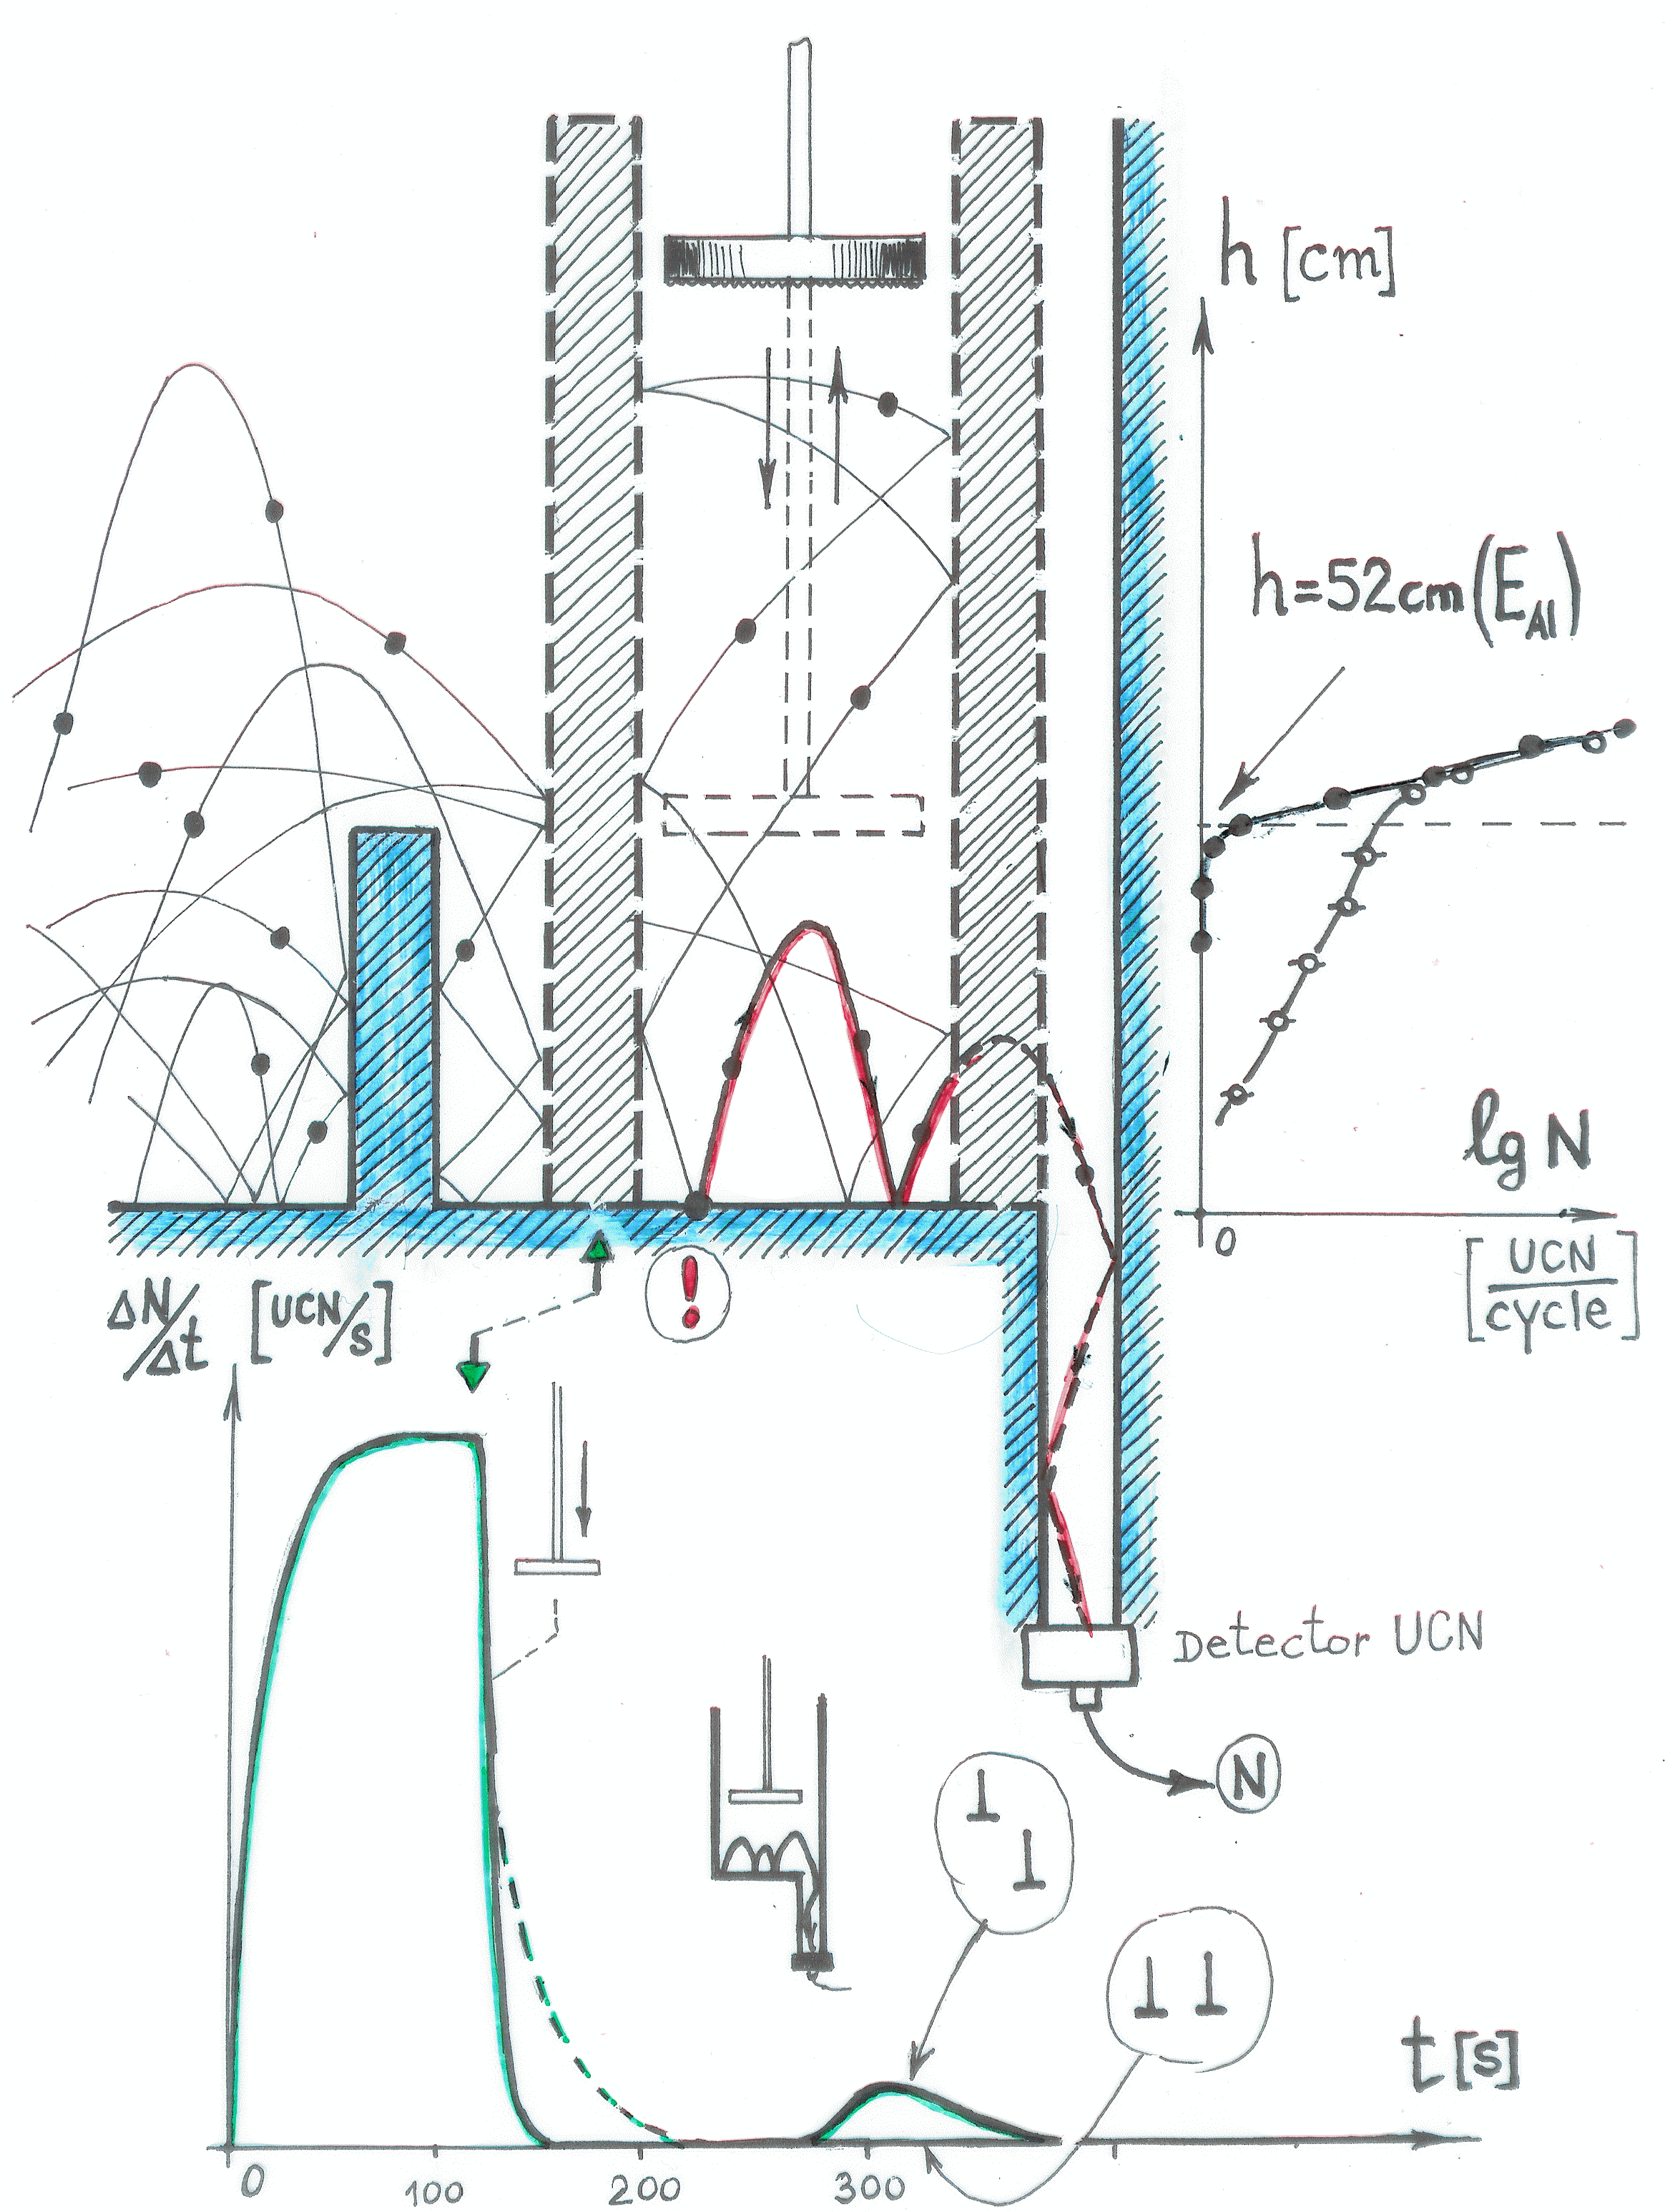 h [cm]
h=52cm(E_Al)
lg N
0
[UCN/cycle]
ΔN/Δt [UCN/s]
!
Detector UCN
N
t [s]
0
100
200
300